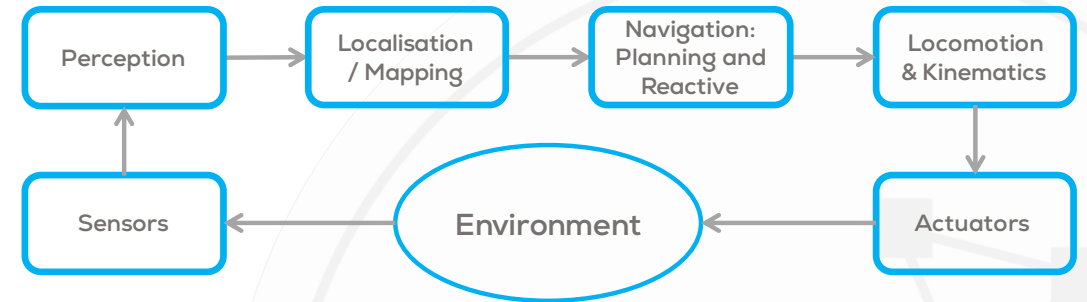 Perception
Localisation
/ Mapping
Navigation:
Planning and
Reactive
Locomotion
& Kinematics
Sensors
Environment
Actuators